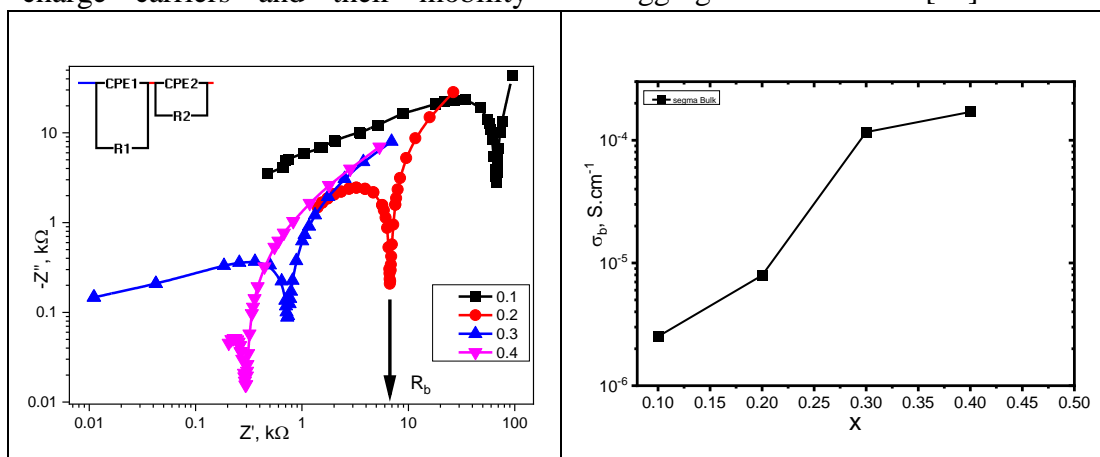 charge carriers and their mobility
CPE1 CPE2
R2
R1
10
1
0.1
0.01
-Z", kΩ
0.01 0.1 1 10 100
Z', kΩ
0.1
0.2
0.3
0.4
R_b
segma Bulk
10^-4
10^-5
10^-6
σ_b, S.cm^-1
0.10 0.15 0.20 0.25 0.30 0.35 0.40 0.45 0.50
x